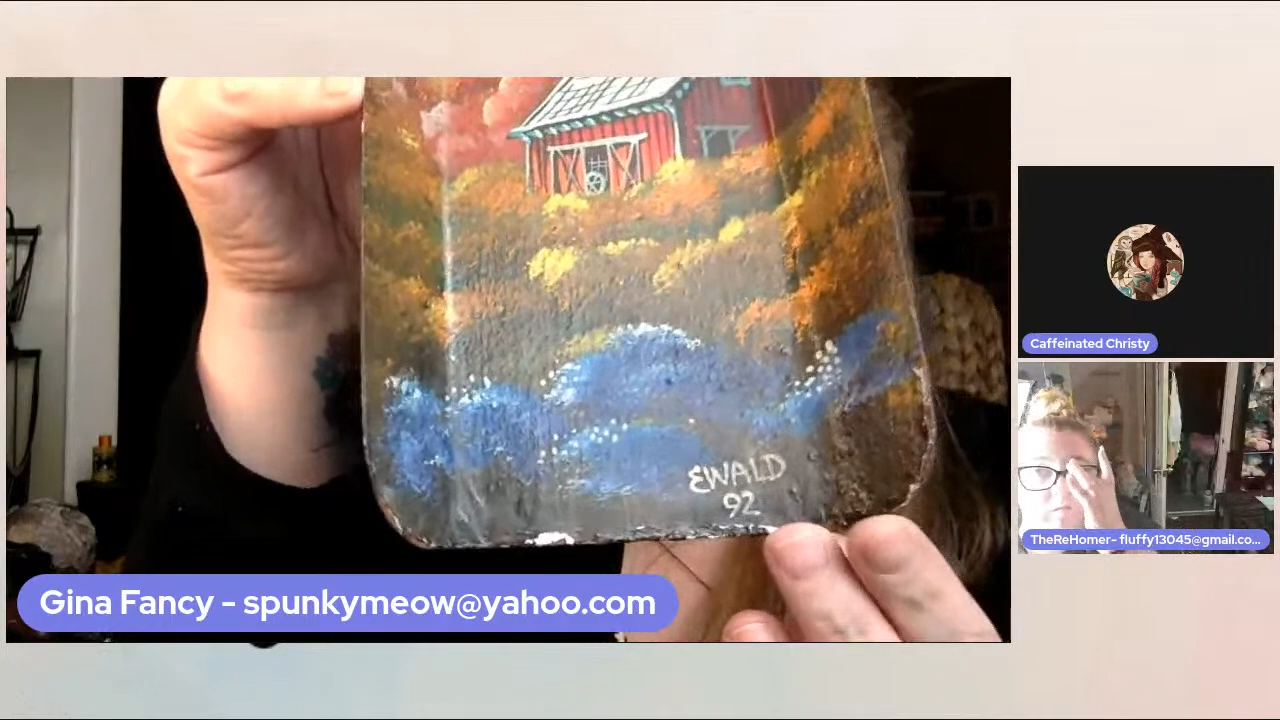 EWALD
92
Gina Fancy - spunkymeow@yahoo.com
Caffeinated Christy
TheReHomer- fluffy13045@gmail.co...